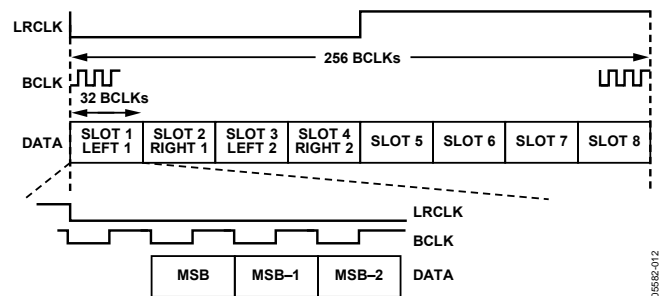 LRCLK
256 BCLKs
BCLK
32 BCLKs
DATA
SLOT 1
LEFT 1
SLOT 2
RIGHT 1
SLOT 3
LEFT 2
SLOT 4
RIGHT 2
SLOT 5
SLOT 6
SLOT 7
SLOT 8
LRCLK
BCLK
MSB
MSB–1
MSB–2
DATA
05582-012